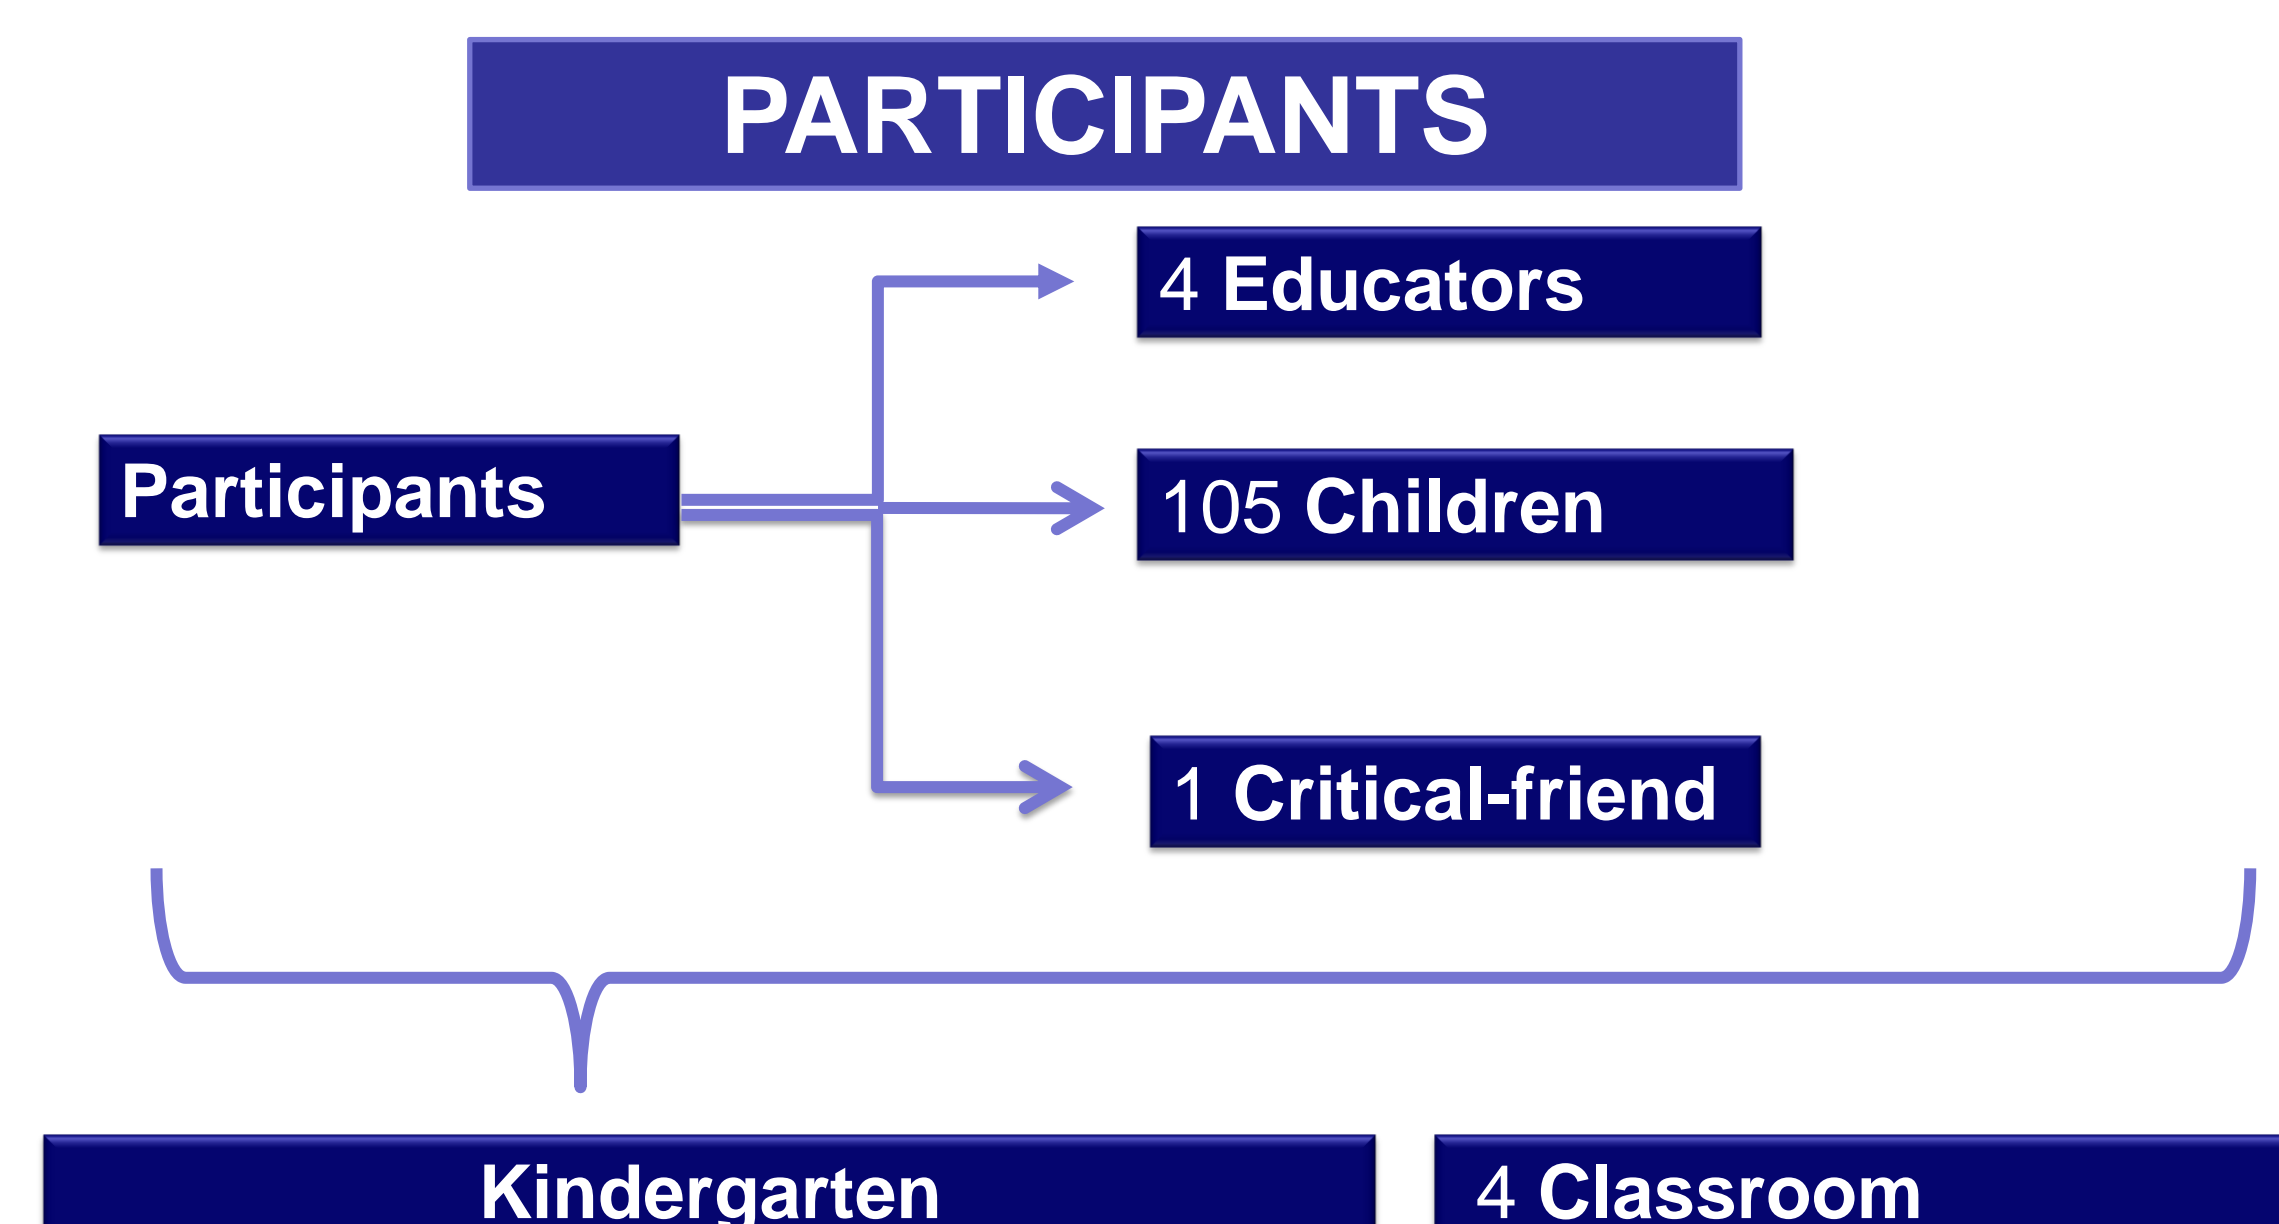 PARTICIPANTS
4 Educators
Participants
105 Children
1 Critical-friend
Kindergarten
4 Classroom